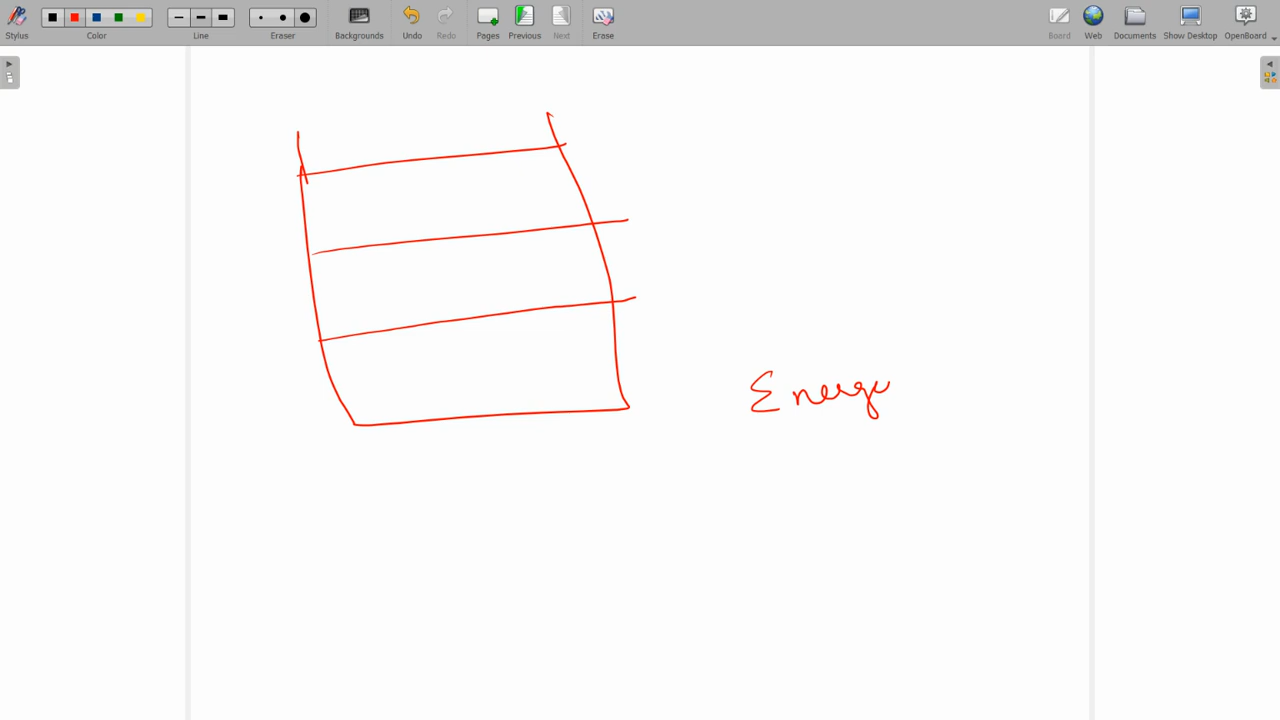 Stylus
Color
Line
Eraser
Backgrounds
Undo
Redo
Pages
Previous
Next
Erase
Board
Web
Documents
Show Desktop
OpenBoard
Energy